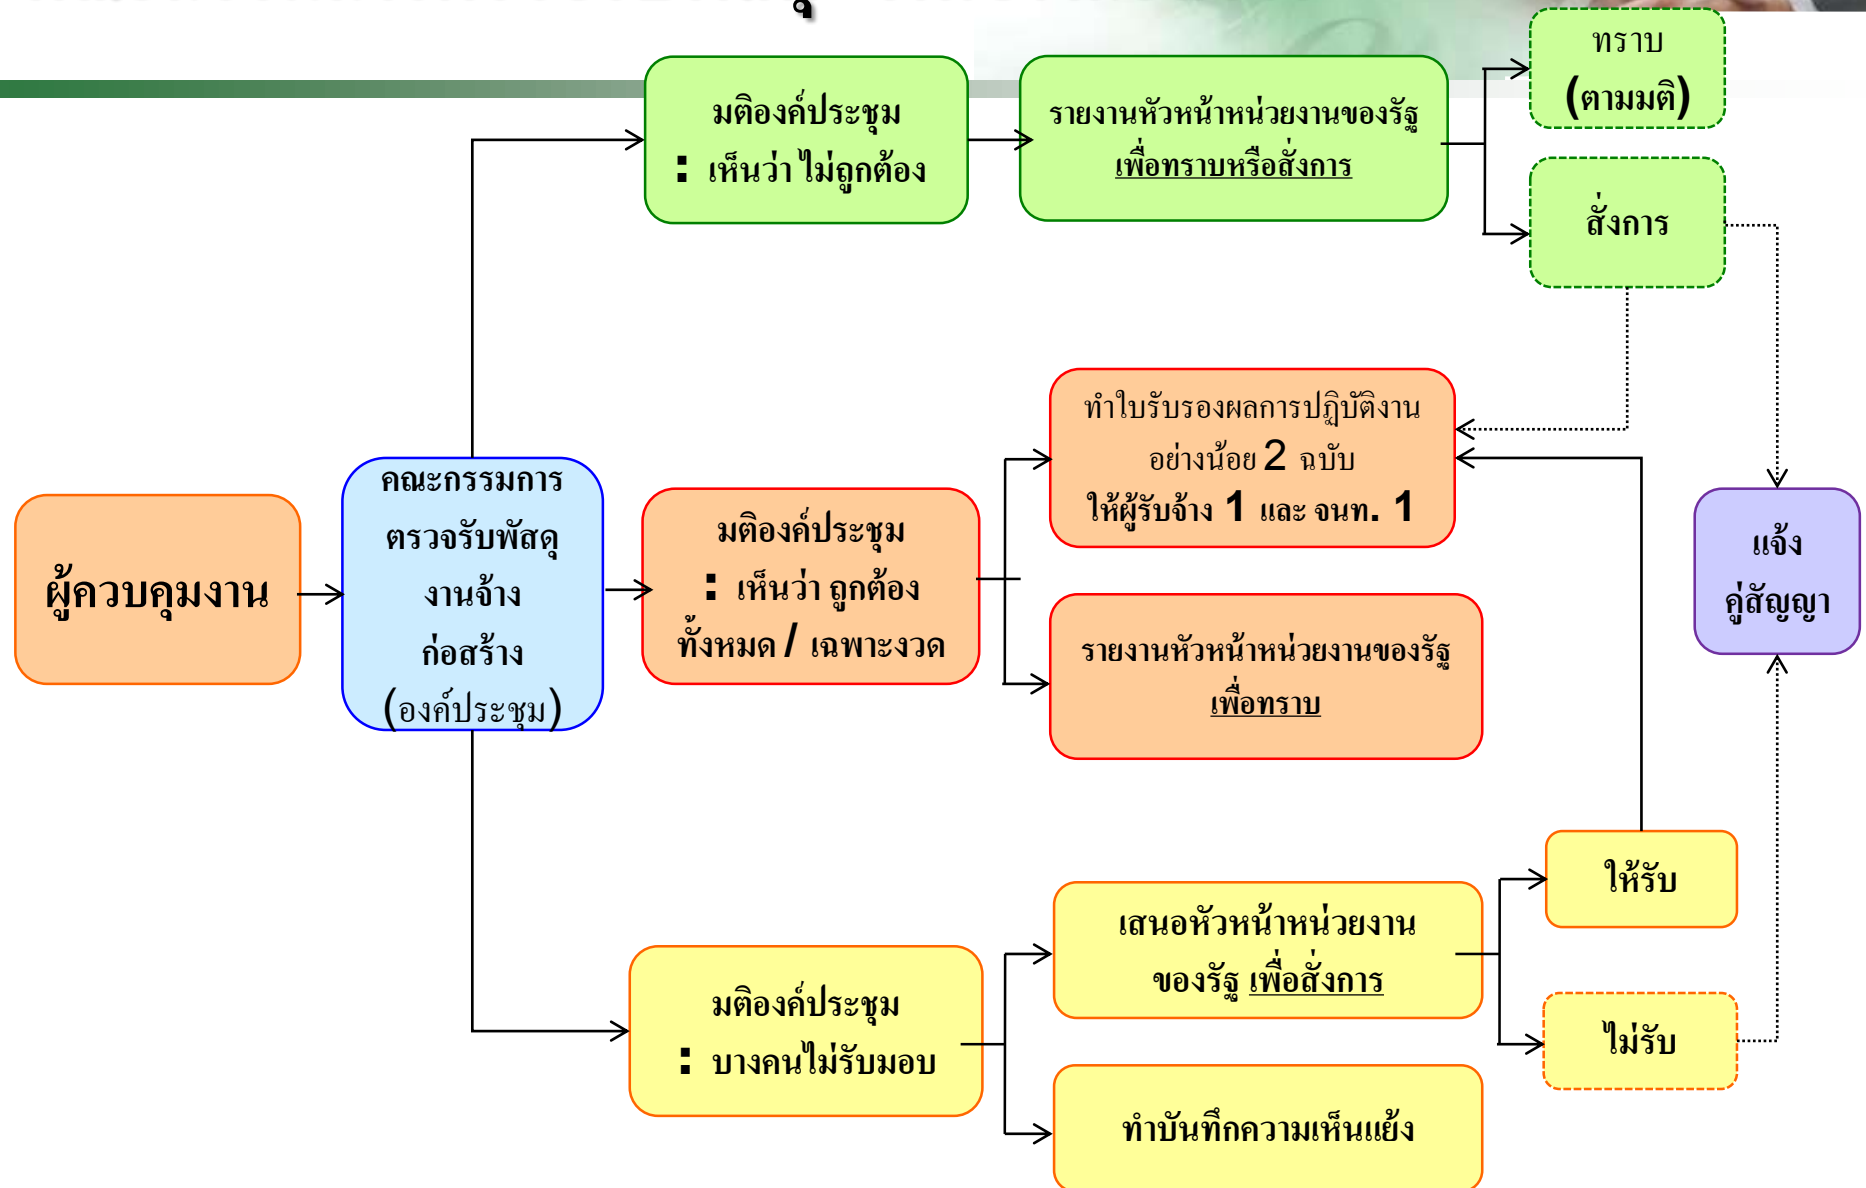 ผู้ควบคุมงาน
คณะกรรมการ
ตรวจรับพัสดุ
งานจ้าง
ก่อสร้าง
(องค์ประชุม)
มติองค์ประชุม
: เห็นว่า ไม่ถูกต้อง
รายงานหัวหน้าหน่วยงานของรัฐ
เพื่อทราบหรือสั่งการ
ทราบ
(ตามมติ)
สั่งการ
มติองค์ประชุม
: เห็นว่า ถูกต้อง
ทั้งหมด / เฉพาะงวด
ทำใบรับรองผลการปฏิบัติงาน
อย่างน้อย 2 ฉบับ
ให้ผู้รับจ้าง 1 และ จนท. 1
รายงานหัวหน้าหน่วยงานของรัฐ
เพื่อทราบ
แจ้ง
คู่สัญญา
มติองค์ประชุม
: บางคนไม่รับมอบ
เสนอหัวหน้าหน่วยงาน
ของรัฐ เพื่อสั่งการ
ทำบันทึกความเห็นแย้ง
ให้รับ
ไม่รับ